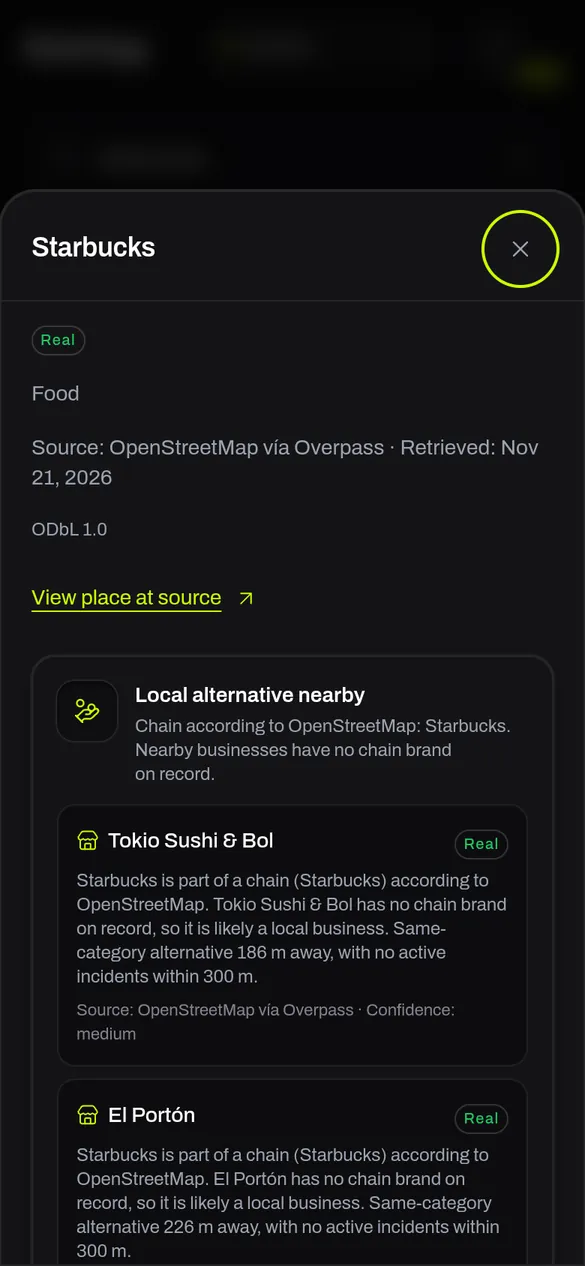 Starbucks
Real
Food
Source: OpenStreetMap vía Overpass · Retrieved: Nov
21, 2026
ODbL 1.0
View place at source
Local alternative nearby
Chain according to OpenStreetMap: Starbucks.
Nearby businesses have no chain brand
on record.
Tokio Sushi & Bol
Real
Starbucks is part of a chain (Starbucks) according to
OpenStreetMap. Tokio Sushi & Bol has no chain brand
on record, so it is likely a local business. Same-
category alternative 186 m away, with no active
incidents within 300 m.
Source: OpenStreetMap vía Overpass · Confidence:
medium
El Portón
Real
Starbucks is part of a chain (Starbucks) according to
OpenStreetMap. El Portón has no chain brand on
record, so it is likely a local business. Same-category
alternative 226 m away, with no active incidents within
300 m.